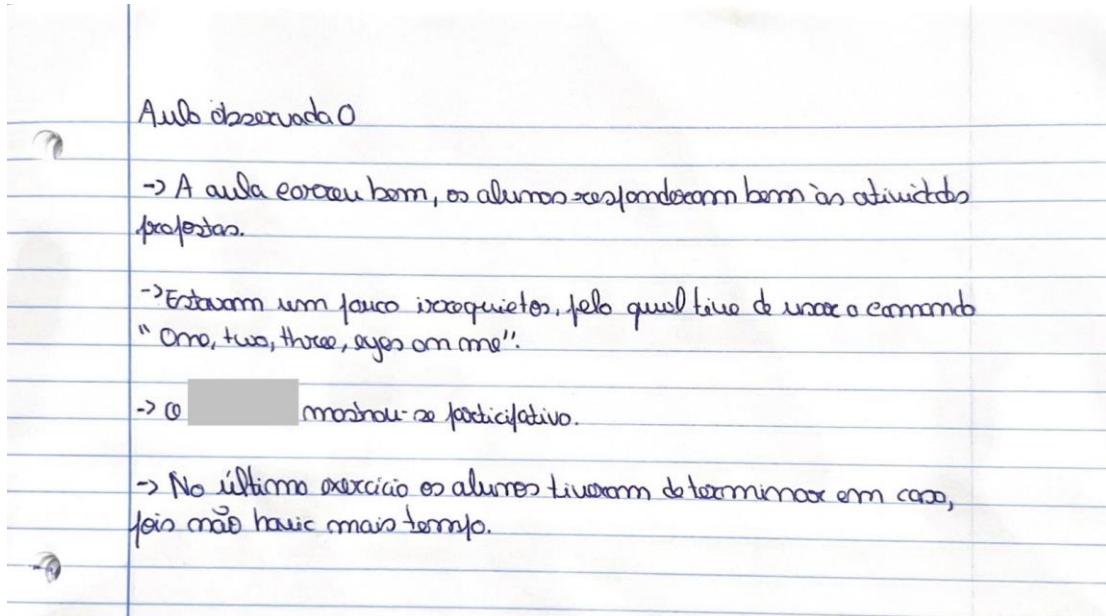 Aula observada 0
-> A aula correu bem, os alunos responderam bem às atividades
propostas.
-> Estavam um pouco irrequietos, pelo qual tive de usar o comando
"One, two, three, eyes on me".
-> O mostrou-se participativo.
-> No último exercício os alunos tiveram de terminar em casa,
pois não havia mais tempo.